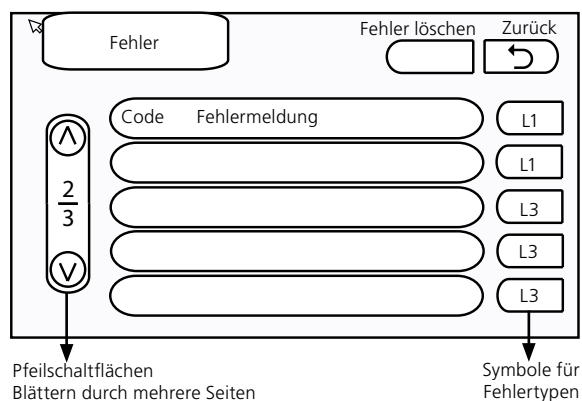 Fehler
Fehler löschen
Zurück
Code Fehlermeldung
L1
L1
2
3
L3
L3
L3
Pfeilschaltflächen
Blättern durch mehrere Seiten
Symbole für
Fehlertypen